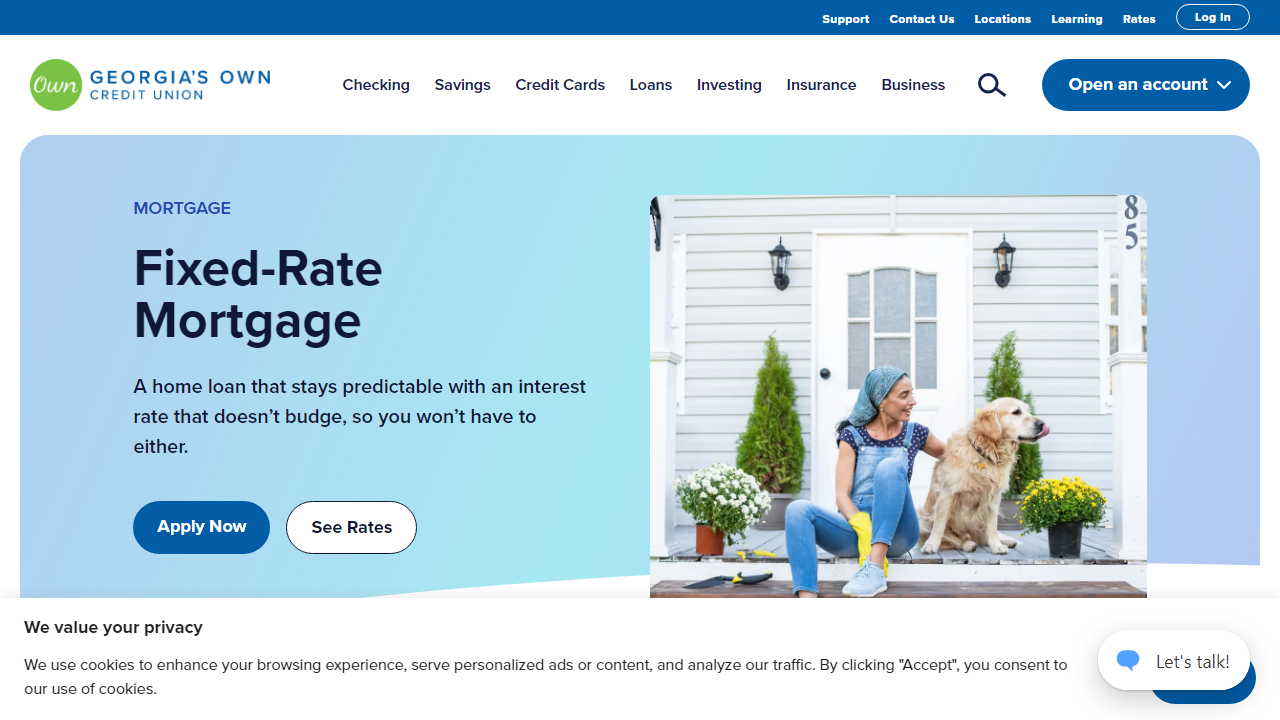 Support Contact Us Locations Learning Rates Log In
Own GEORGIA'S OWN
CREDIT UNION
Checking Savings Credit Cards Loans Investing Insurance Business Open an account
MORTGAGE
Fixed-Rate
Mortgage
A home loan that stays predictable with an interest
rate that doesn’t budge, so you won’t have to
either.
Apply Now See Rates
8
5
We value your privacy
We use cookies to enhance your browsing experience, serve personalized ads or content, and analyze our traffic. By clicking "Accept", you consent to
our use of cookies.
Let's talk!